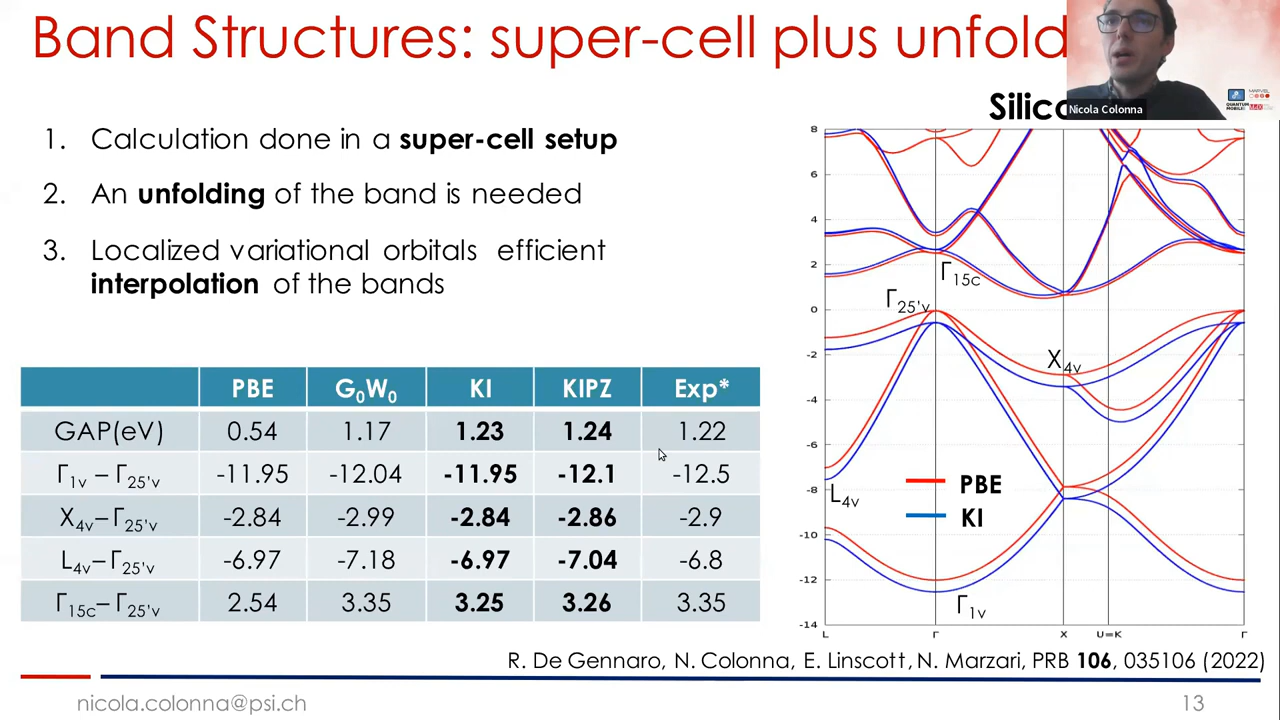 Band Structures: super-cell plus unfold
Nicola Colonna
QUANTUM MOBILE
MARVEL
Silico
1. Calculation done in a super-cell setup
2. An unfolding of the band is needed
3. Localized variational orbitals efficient
interpolation of the bands
PBE G₀W₀ KI KIPZ Exp*
GAP(eV) 0.54 1.17 1.23 1.24 1.22
Γ₁ᵥ – Γ₂₅'ᵥ -11.95 -12.04 -11.95 -12.1 -12.5
X₄ᵥ–Γ₂₅'ᵥ -2.84 -2.99 -2.84 -2.86 -2.9
L₄ᵥ–Γ₂₅'ᵥ -6.97 -7.18 -6.97 -7.04 -6.8
Γ15c–Γ₂₅'ᵥ 2.54 3.35 3.25 3.26 3.35
8
6
4
2
0
-2
-4
-6
-8
-10
-12
-14
Γ15c
Γ₂₅'ᵥ
X₄ᵥ
L₄ᵥ
Γ₁ᵥ
PBE
KI
L Γ X U=K Γ
R. De Gennaro, N. Colonna, E. Linscott, N. Marzari, PRB 106, 035106 (2022)
nicola.colonna@psi.ch
13